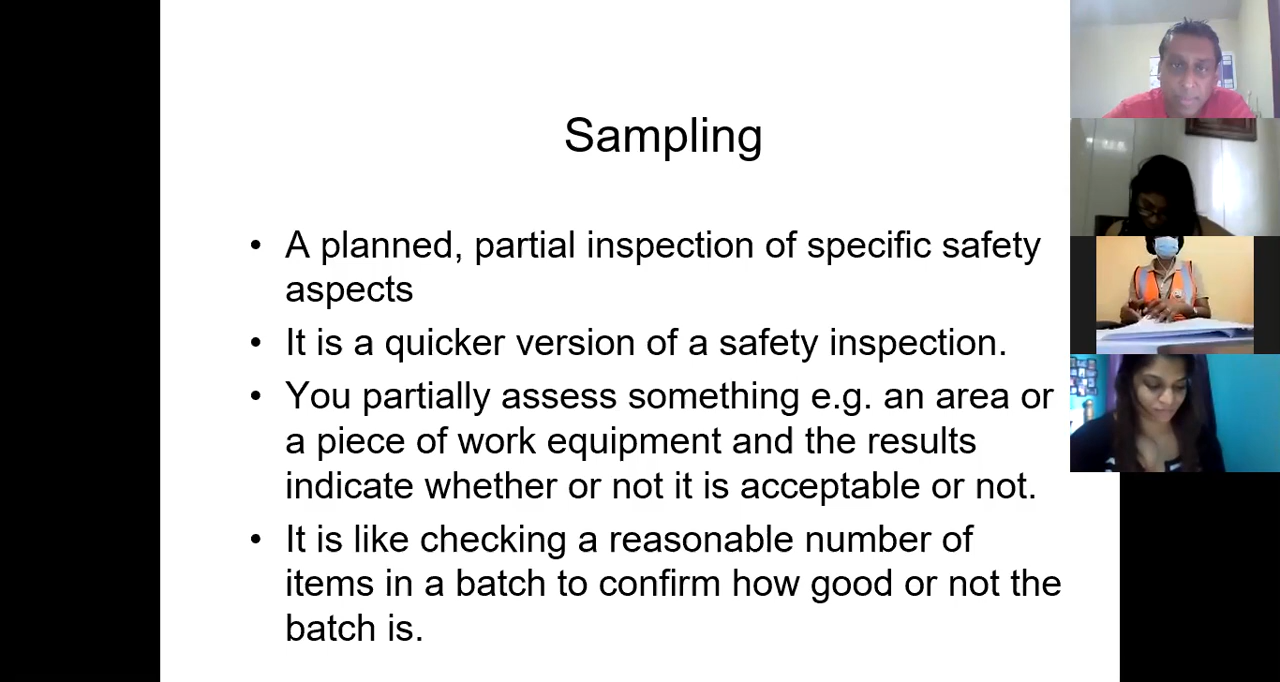 Sampling
• A planned, partial inspection of specific safety
aspects
• It is a quicker version of a safety inspection.
• You partially assess something e.g. an area or
a piece of work equipment and the results
indicate whether or not it is acceptable or not.
• It is like checking a reasonable number of
items in a batch to confirm how good or not the
batch is.